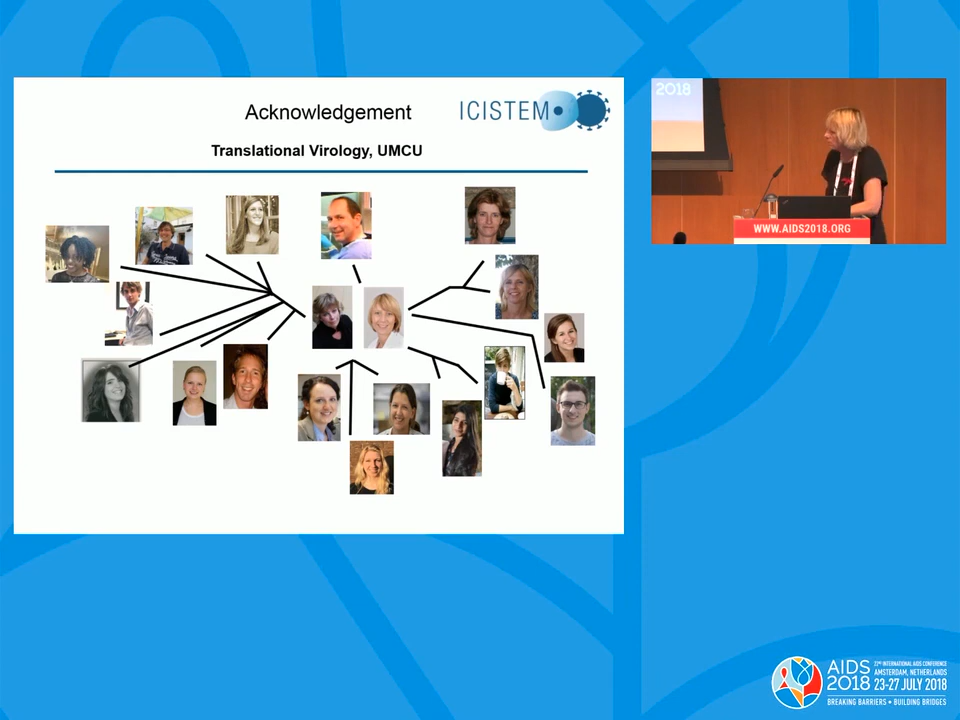 Acknowledgement
ICISTEM
Translational Virology, UMCU
2018
WWW.AIDS2018.ORG
AIDS 2018
22ND INTERNATIONAL AIDS CONFERENCE
AMSTERDAM, NETHERLANDS
23-27 JULY 2018
BREAKING BARRIERS • BUILDING BRIDGES